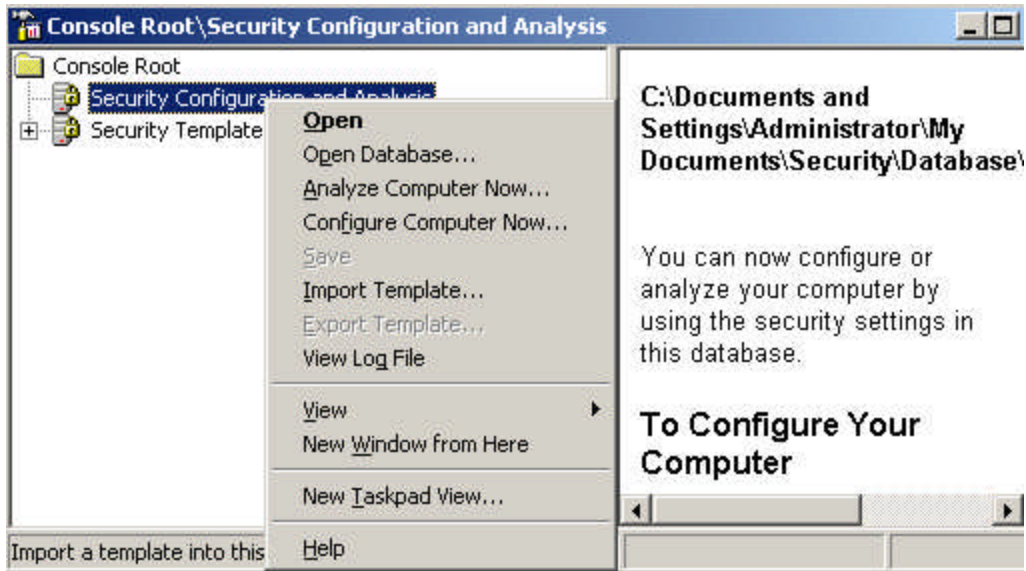 Console Root\Security Configuration and Analysis
Console Root
Security Configuration and Analysis
Security Template
Open
Open Database...
Analyze Computer Now...
Configure Computer Now...
Save
Import Template...
Export Template...
View Log File
View
New Window from Here
New Taskpad View...
Help
C:\Documents and
Settings\Administrator\My
Documents\Security\Database\
You can now configure or
analyze your computer by
using the security settings in
this database.
To Configure Your
Computer
Import a template into this